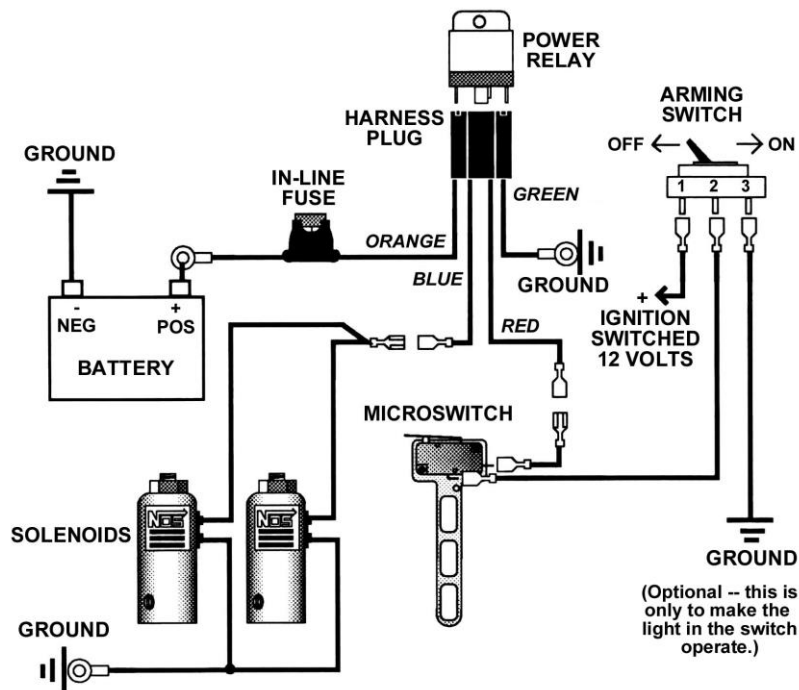 POWER
RELAY
ARMING
SWITCH
HARNESS
PLUG
OFF
ON
GROUND
1 2 3
IN-LINE
FUSE
GREEN
ORANGE
BLUE
GROUND
- +
NEG POS
BATTERY
+
IGNITION
SWITCHED
12 VOLTS
RED
MICROSWITCH
SOLENOIDS
NOS
NOS
GROUND
(Optional -- this is
only to make the
light in the switch
operate.)
GROUND